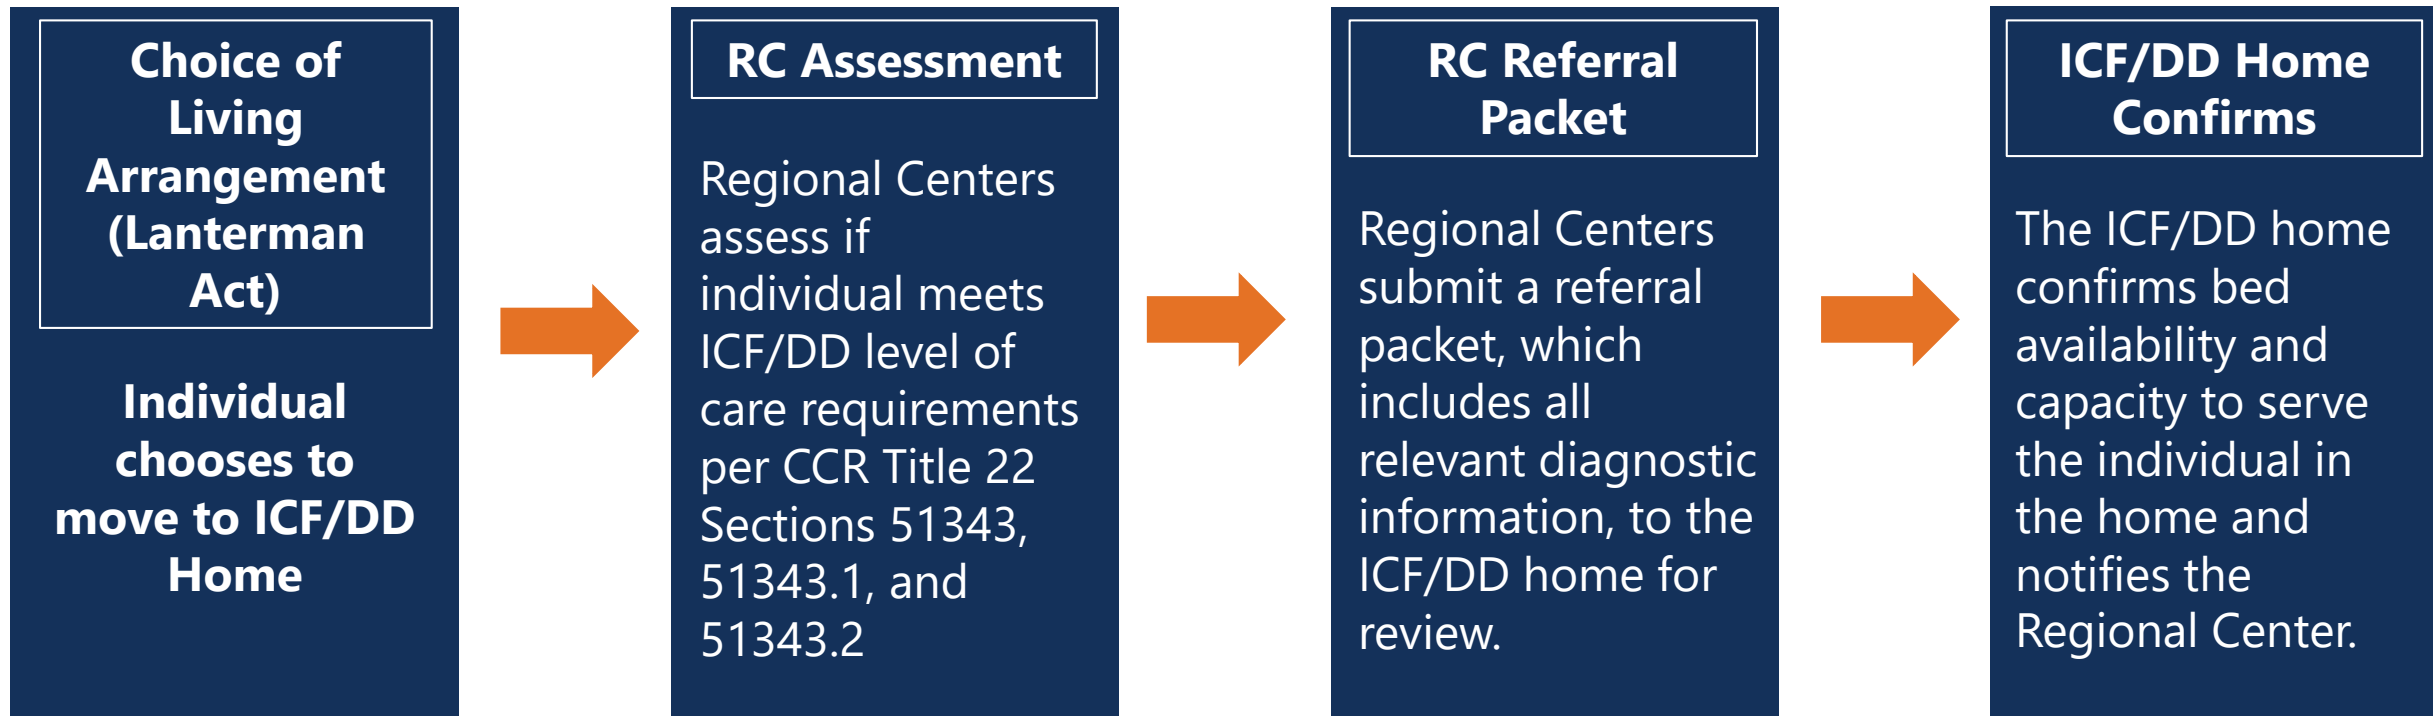 Choice of
Living
Arrangement
(Lanterman
Act)
Individual
chooses to
move to ICF/DD
Home
RC Assessment
Regional Centers
assess if
individual meets
ICF/DD level of
care requirements
per CCR Title 22
Sections 51343,
51343.1, and
51343.2
RC Referral
Packet
Regional Centers
submit a referral
packet, which
includes all
relevant diagnostic
information, to the
ICF/DD home for
review.
ICF/DD Home
Confirms
The ICF/DD home
confirms bed
availability and
capacity to serve
the individual in
the home and
notifies the
Regional Center.